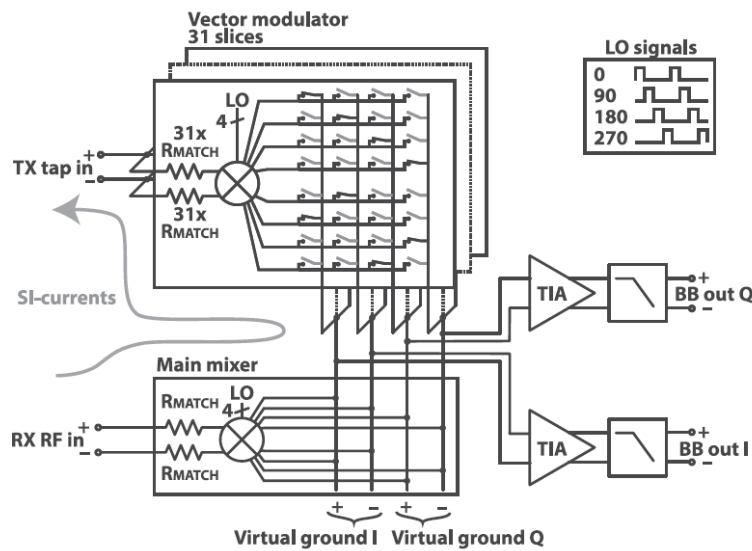 Vector modulator
31 slices
LO signals
0
90
180
270
LO
4
31x
RMATCH
TX tap in
+
−
31x
RMATCH
SI-currents
TIA
+
BB out Q
−
Main mixer
RMATCH
LO
4
RX RF in
+
−
RMATCH
TIA
+
BB out I
−
+ − + −
Virtual ground I Virtual ground Q